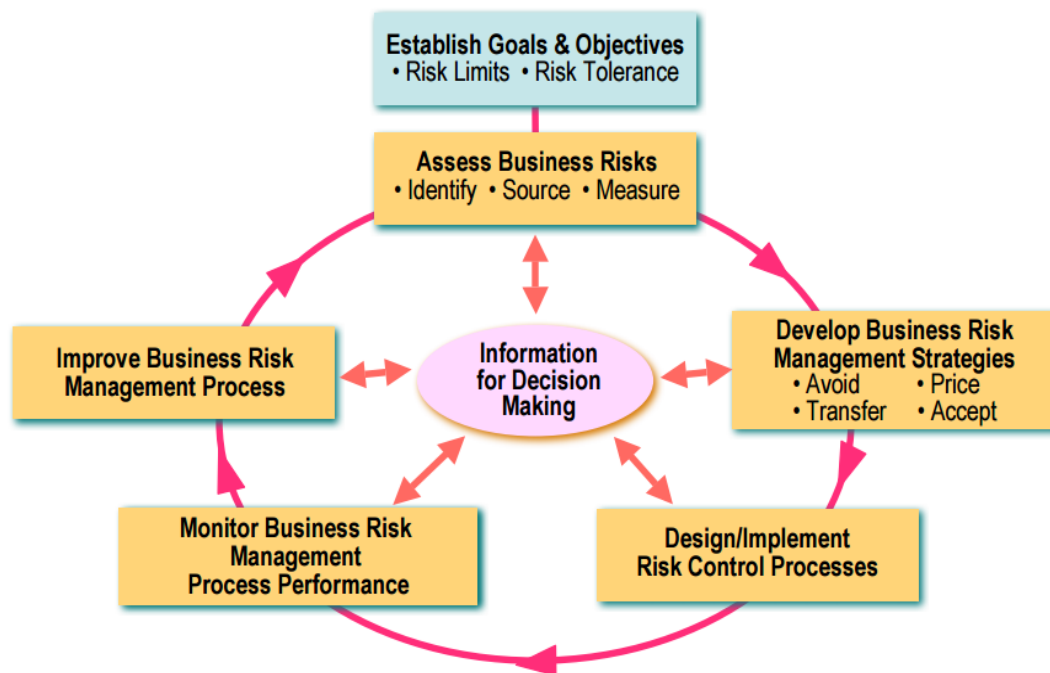 Establish Goals & Objectives
• Risk Limits • Risk Tolerance
Assess Business Risks
• Identify • Source • Measure
Develop Business Risk
Management Strategies
• Avoid • Price
• Transfer • Accept
Design/Implement
Risk Control Processes
Monitor Business Risk
Management
Process Performance
Improve Business Risk
Management Process
Information
for Decision
Making